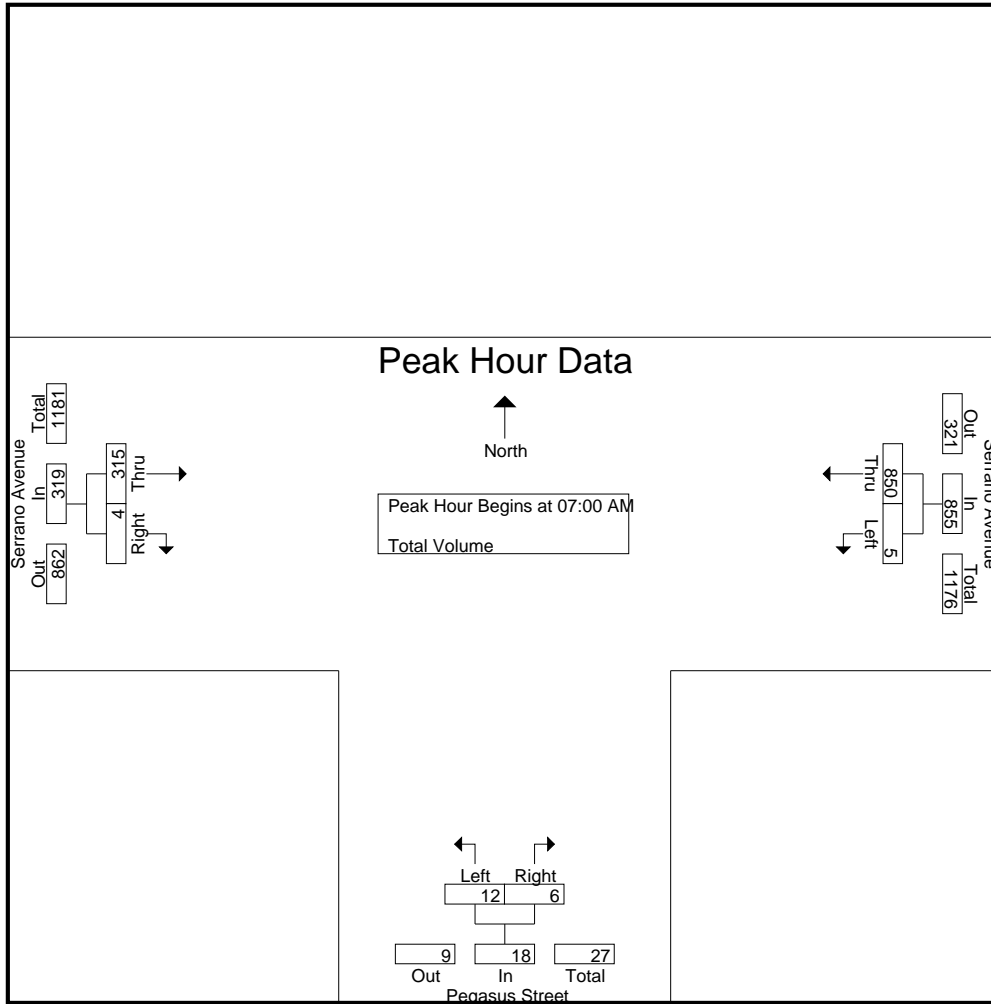 Peak Hour Data
North
Peak Hour Begins at 07:00 AM
Total Volume
Serrano Avenue
Total
1181
In
319
Out
862
315
Thru
4
Right
Serrano Avenue
Out
321
In
855
Total
1176
850
Thru
5
Left
Left Right
12 6
9 18 27
Out In Total
Pegasus Street